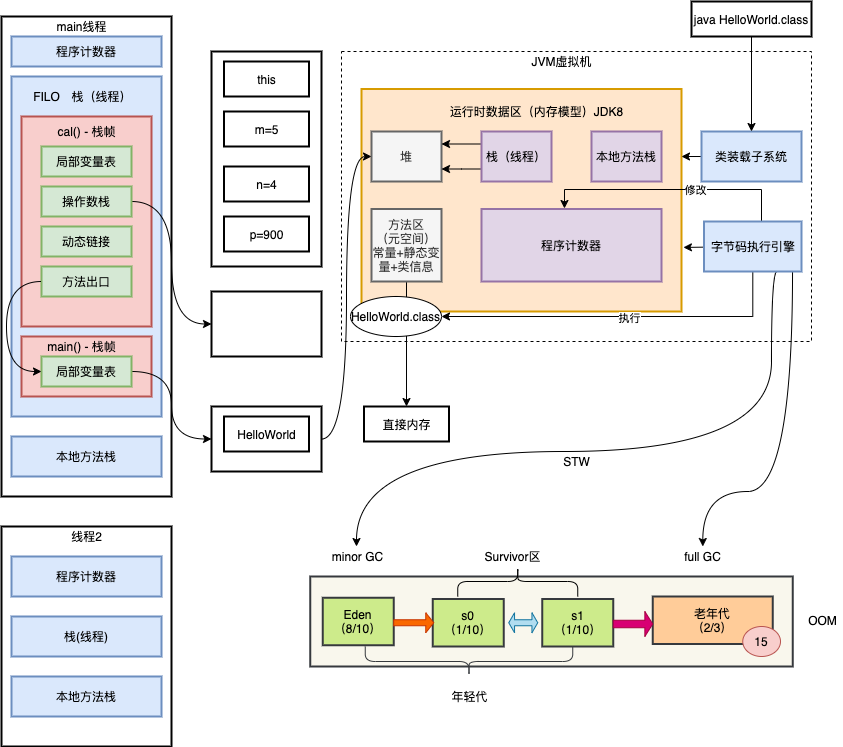 java HelloWorld.class
main线程
程序计数器
FILO 栈（线程）
cal() - 栈帧
局部变量表
操作数栈
动态链接
方法出口
main() - 栈帧
局部变量表
本地方法栈
this
m=5
n=4
p=900
HelloWorld
JVM虚拟机
运行时数据区（内存模型）JDK8
堆
栈（线程）
本地方法栈
类装载子系统
修改
方法区
（元空间）
常量+静态变
量+类信息
程序计数器
字节码执行引擎
HelloWorld.class
执行
直接内存
STW
线程2
程序计数器
栈(线程)
本地方法栈
minor GC
Survivor区
full GC
Eden
(8/10)
s0
(1/10)
s1
(1/10)
老年代
(2/3)
15
OOM
年轻代